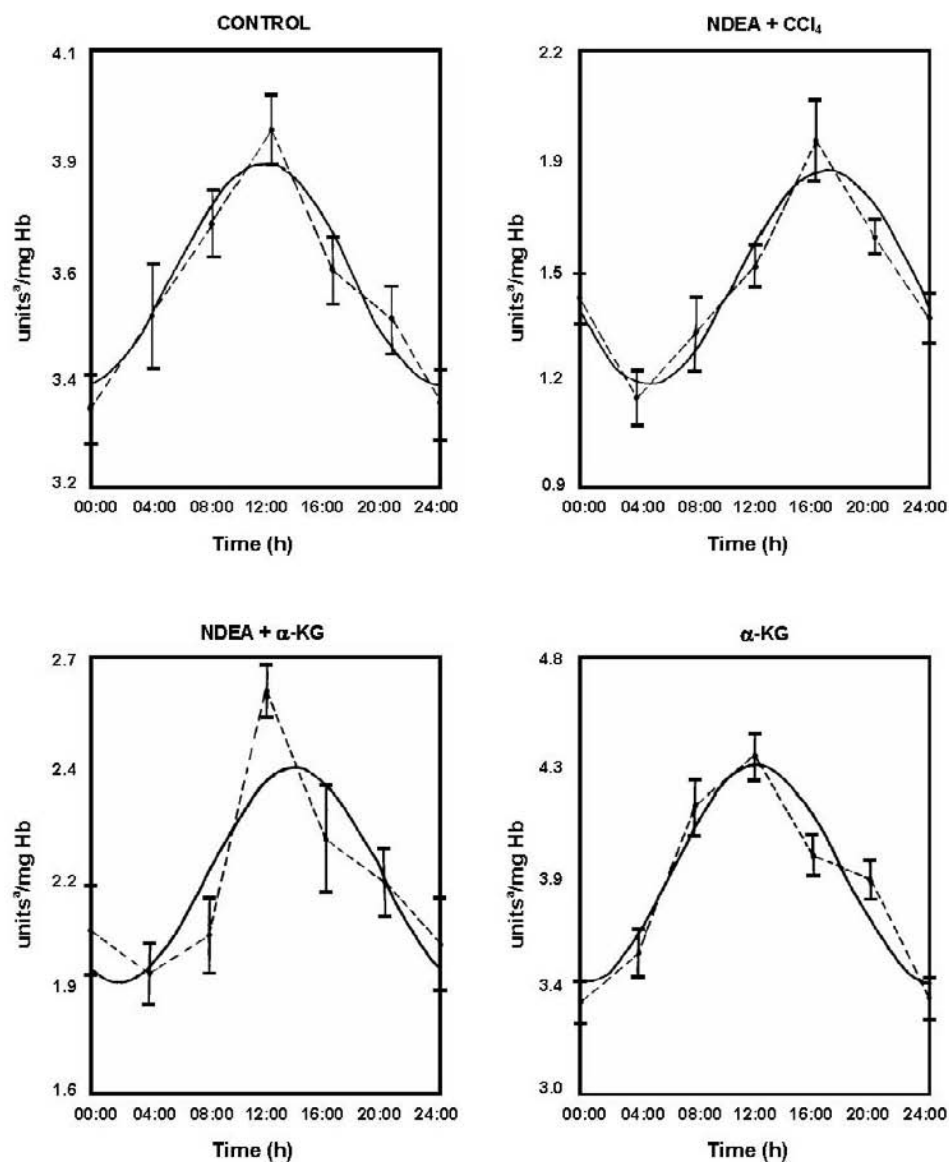 CONTROL
4.1
3.9
3.6
3.4
3.2
units^a/mg Hb
00:00 04:00 08:00 12:00 16:00 20:00 24:00
Time (h)
NDEA + CCl₄
2.2
1.9
1.5
1.2
0.9
units^a/mg Hb
00:00 04:00 08:00 12:00 16:00 20:00 24:00
Time (h)
NDEA + α-KG
2.7
2.4
2.2
1.9
1.6
units^a/mg Hb
00:00 04:00 08:00 12:00 16:00 20:00 24:00
Time (h)
α-KG
4.8
4.3
3.9
3.4
3.0
units^a/mg Hb
00:00 04:00 08:00 12:00 16:00 20:00 24:00
Time (h)